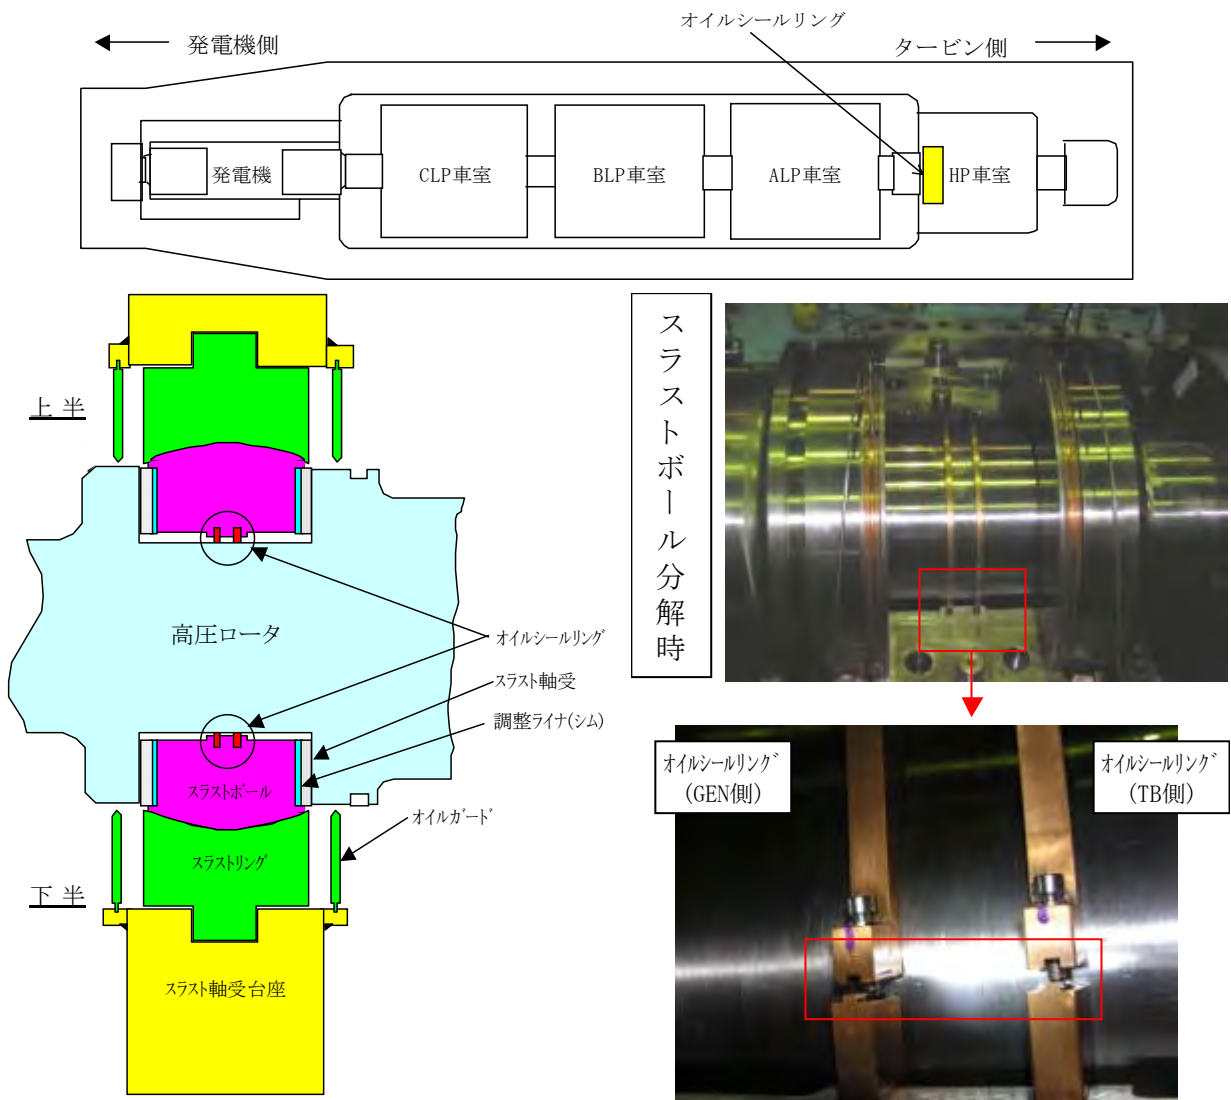 オイルシールリング
発電機側
タービン側
発電機
CLP車室
BLP車室
ALP車室
HP車室
上半
高圧ロータ
オイルシールリング
スラスト軸受
調整ライナ(シム)
スラストボール
オイルガード
スラストリング
下半
スラスト軸受台座
スラストボール分解時
オイルシールリング
(GEN側)
オイルシールリング
(TB側)